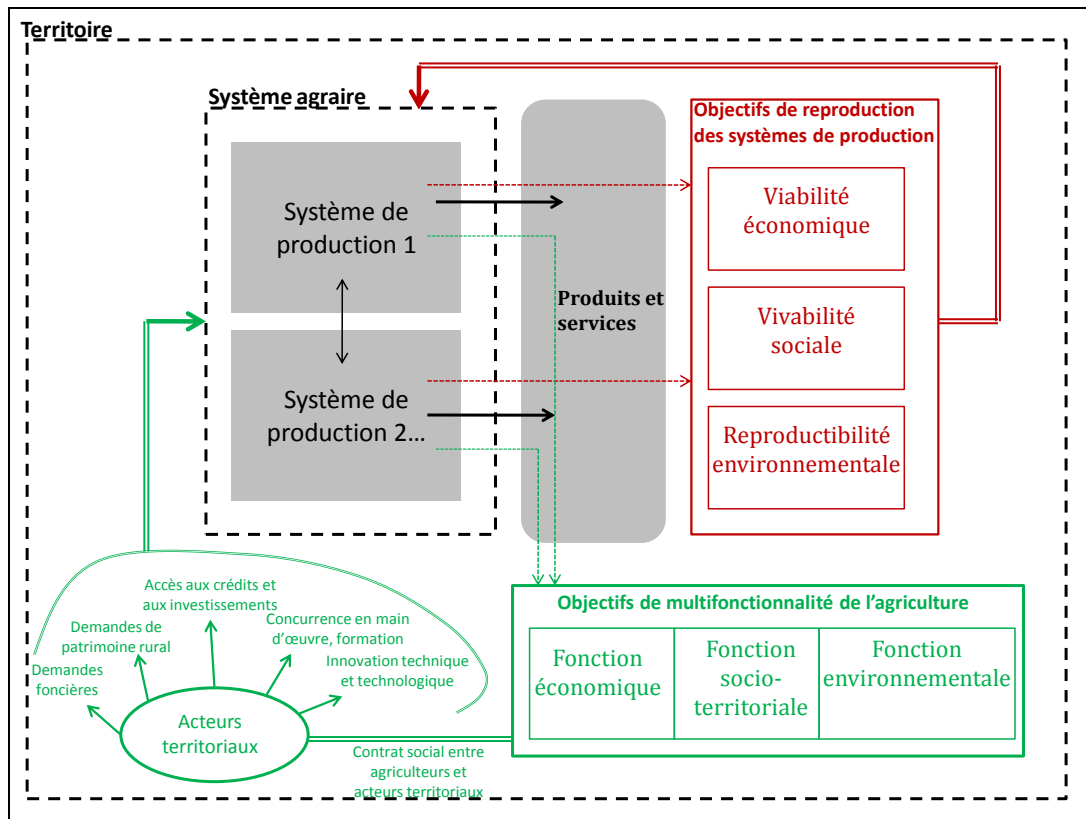 Territoire
Système agraire
Système de
production 1
Système de
production 2…
Produits et
services
Objectifs de reproduction
des systèmes de production
Viabilité
économique
Vivabilité
sociale
Reproductibilité
environnementale
Accès aux crédits et
aux investissements
Demandes de
patrimoine rural
Concurrence en main
d’œuvre, formation
Demandes
foncières
Innovation technique
et technologique
Acteurs
territoriaux
Contrat social entre
agriculteurs et
acteurs territoriaux
Objectifs de multifonctionnalité de l’agriculture
Fonction
économique
Fonction
socio-
territoriale
Fonction
environnementale